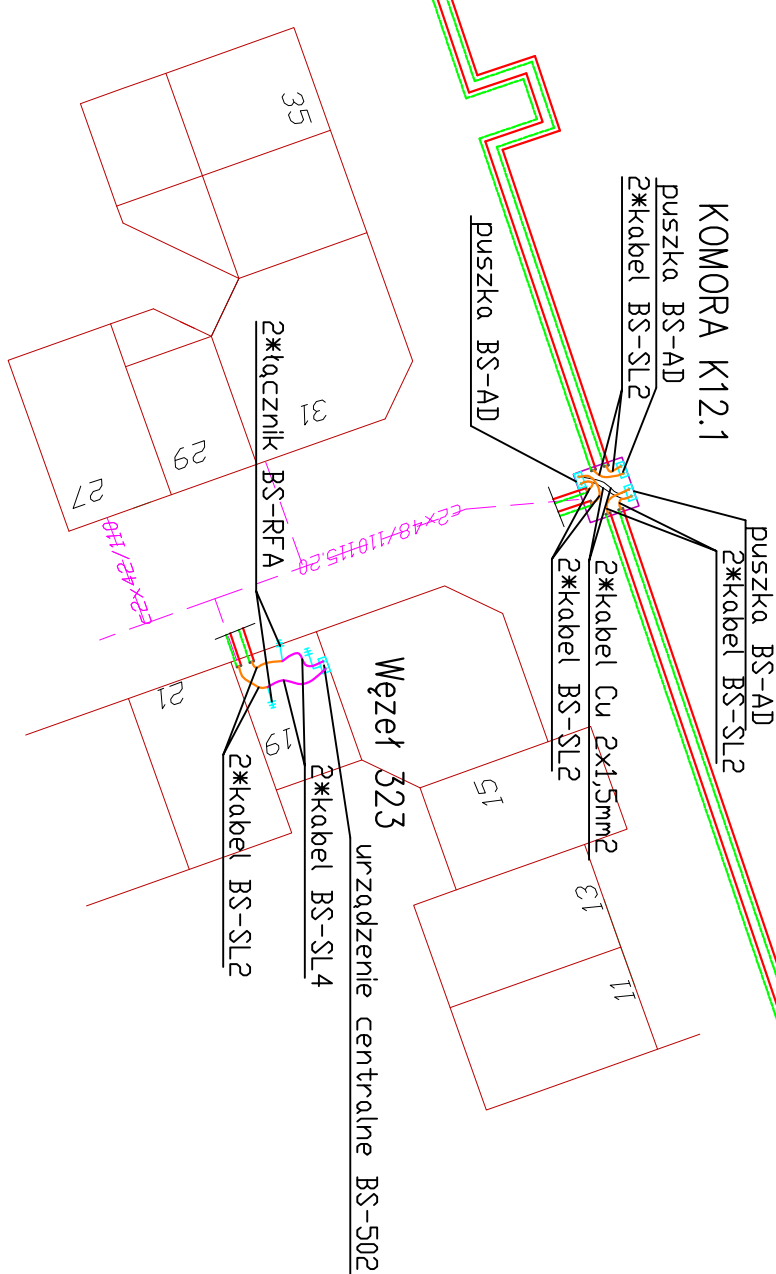 KOMORA K12.1
puszka BS-AD
2*kabel BS-SL2
puszka BS-AD
puszka BS-AD
2*kabel BS-SL2
2*kabel Cu 2x1,5mm2
2*kabel BS-SL2
35
31
29
27
2*łącznik BS-RFA
c2x48/110
115.20
c2x42/110
Węzeł 323
urządzenie centralne BS-502
2*kabel BS-SL4
2*kabel BS-SL2
21
19
15
13
11